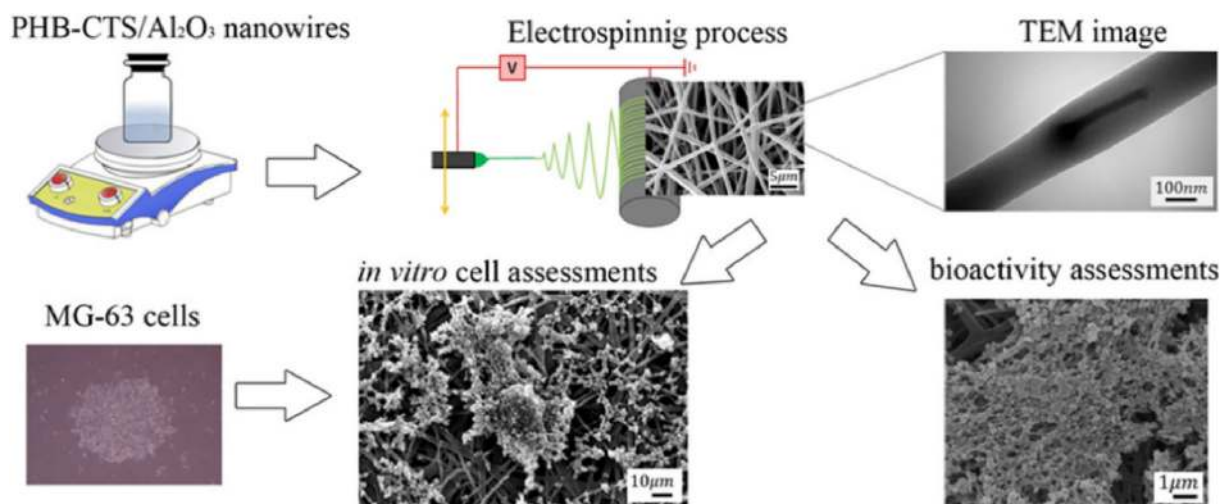 PHB-CTS/Al₂O₃ nanowires
Electrospinnig process
TEM image
V
5μm
100nm
in vitro cell assessments
bioactivity assessments
MG-63 cells
10μm
1μm